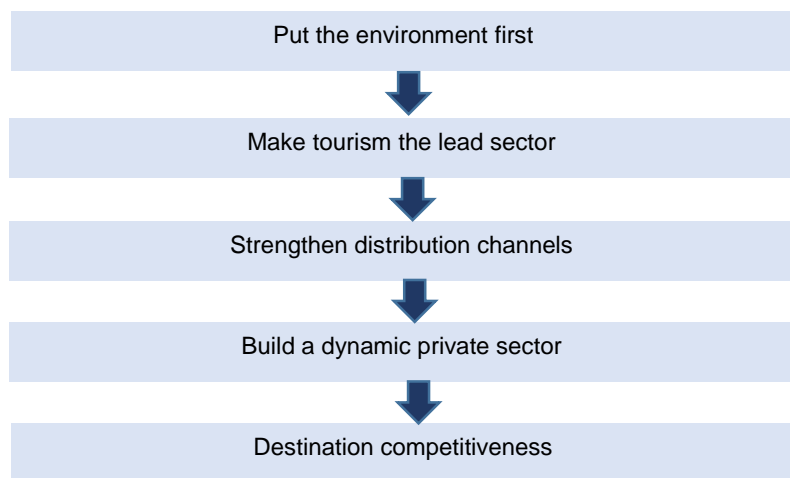 Put the environment first
Make tourism the lead sector
Strengthen distribution channels
Build a dynamic private sector
Destination competitiveness